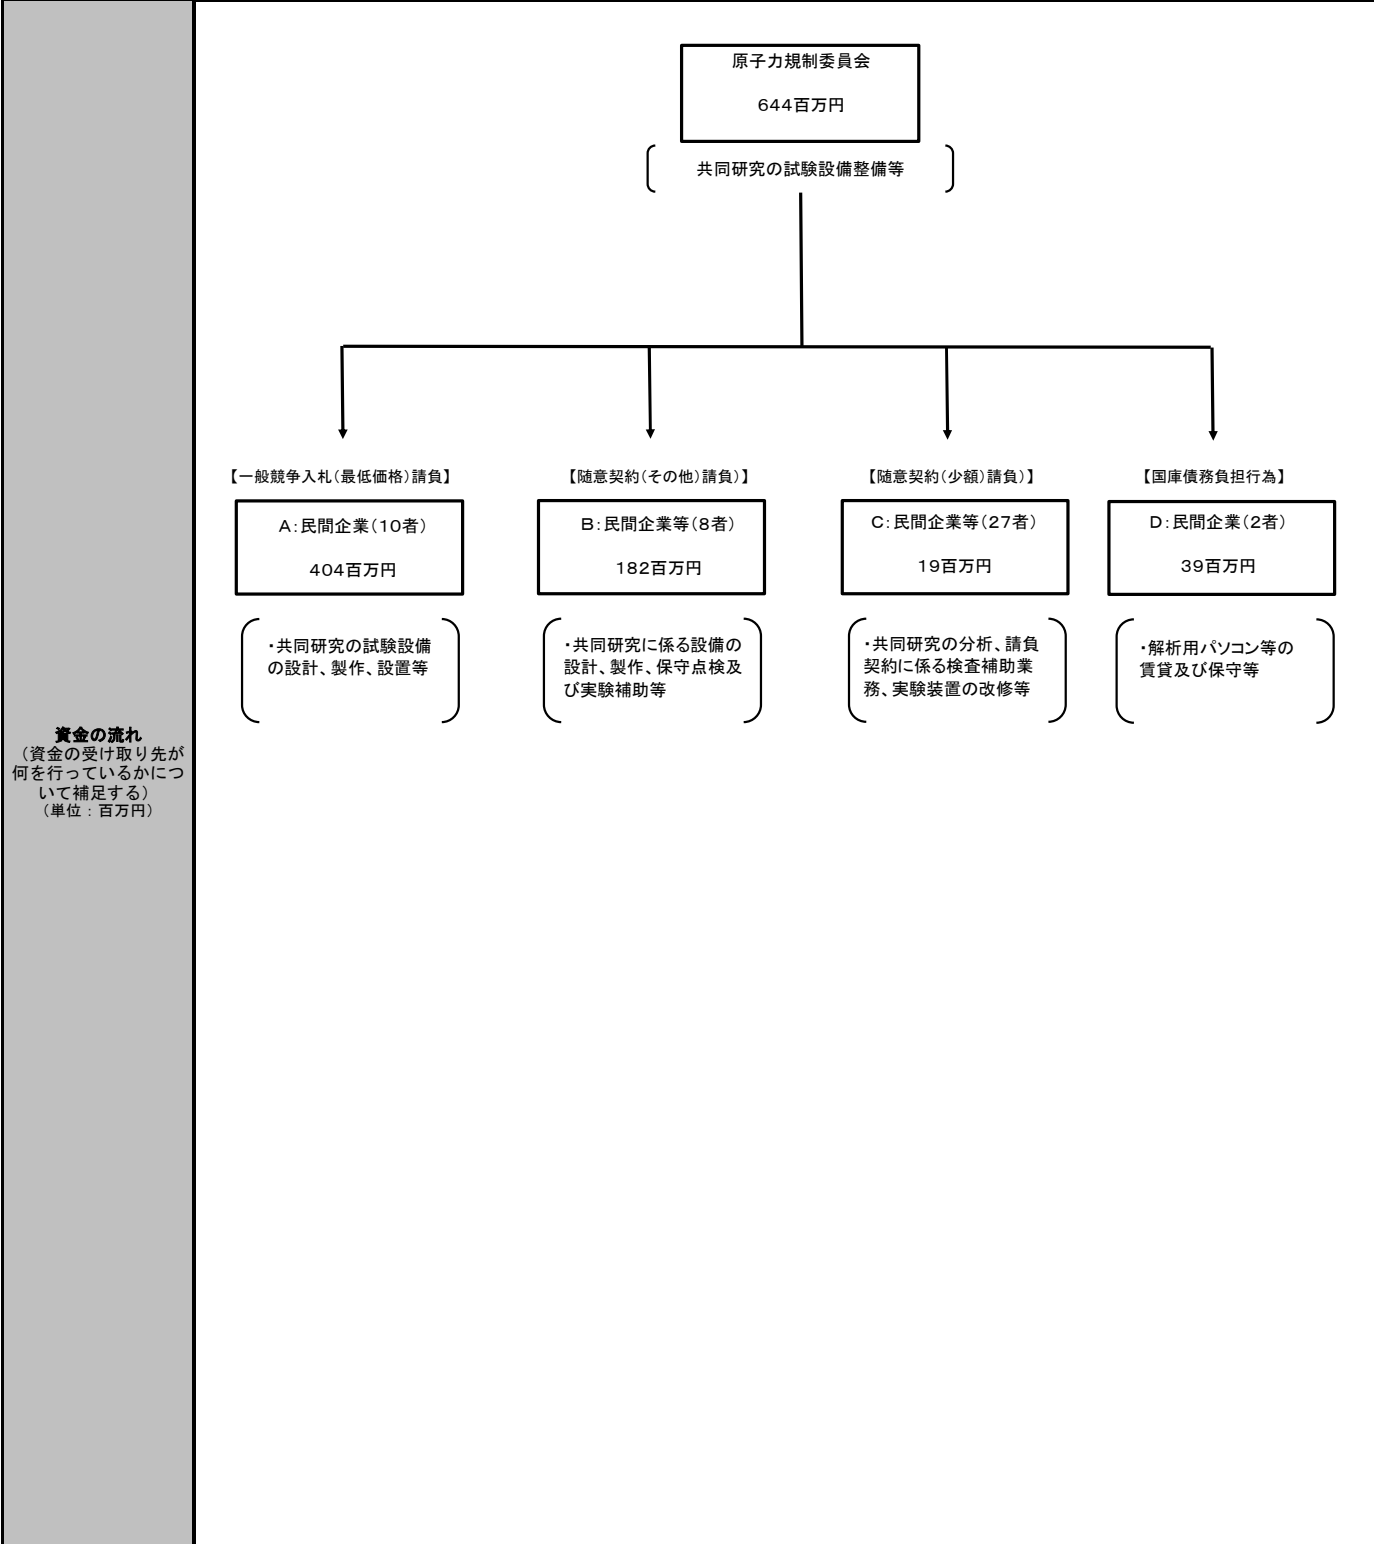 原子力規制委員会
644百万円
共同研究の試験設備整備等
【一般競争入札(最低価格)請負】
A:民間企業(10者)
404百万円
・共同研究の試験設備
の設計、製作、設置等
【随意契約(その他)請負)】
B:民間企業等(8者)
182百万円
・共同研究に係る設備の
設計、製作、保守点検及
び実験補助等
【随意契約(少額)請負)】
C:民間企業等(27者)
19百万円
・共同研究の分析、請負
契約に係る検査補助業
務、実験装置の改修等
【国庫債務負担行為】
D:民間企業(2者)
39百万円
・解析用パソコン等の
賃貸及び保守等
資金の流れ
(資金の受け取り先が
何を行っているかにつ
いて補足する)
(単位:百万円)